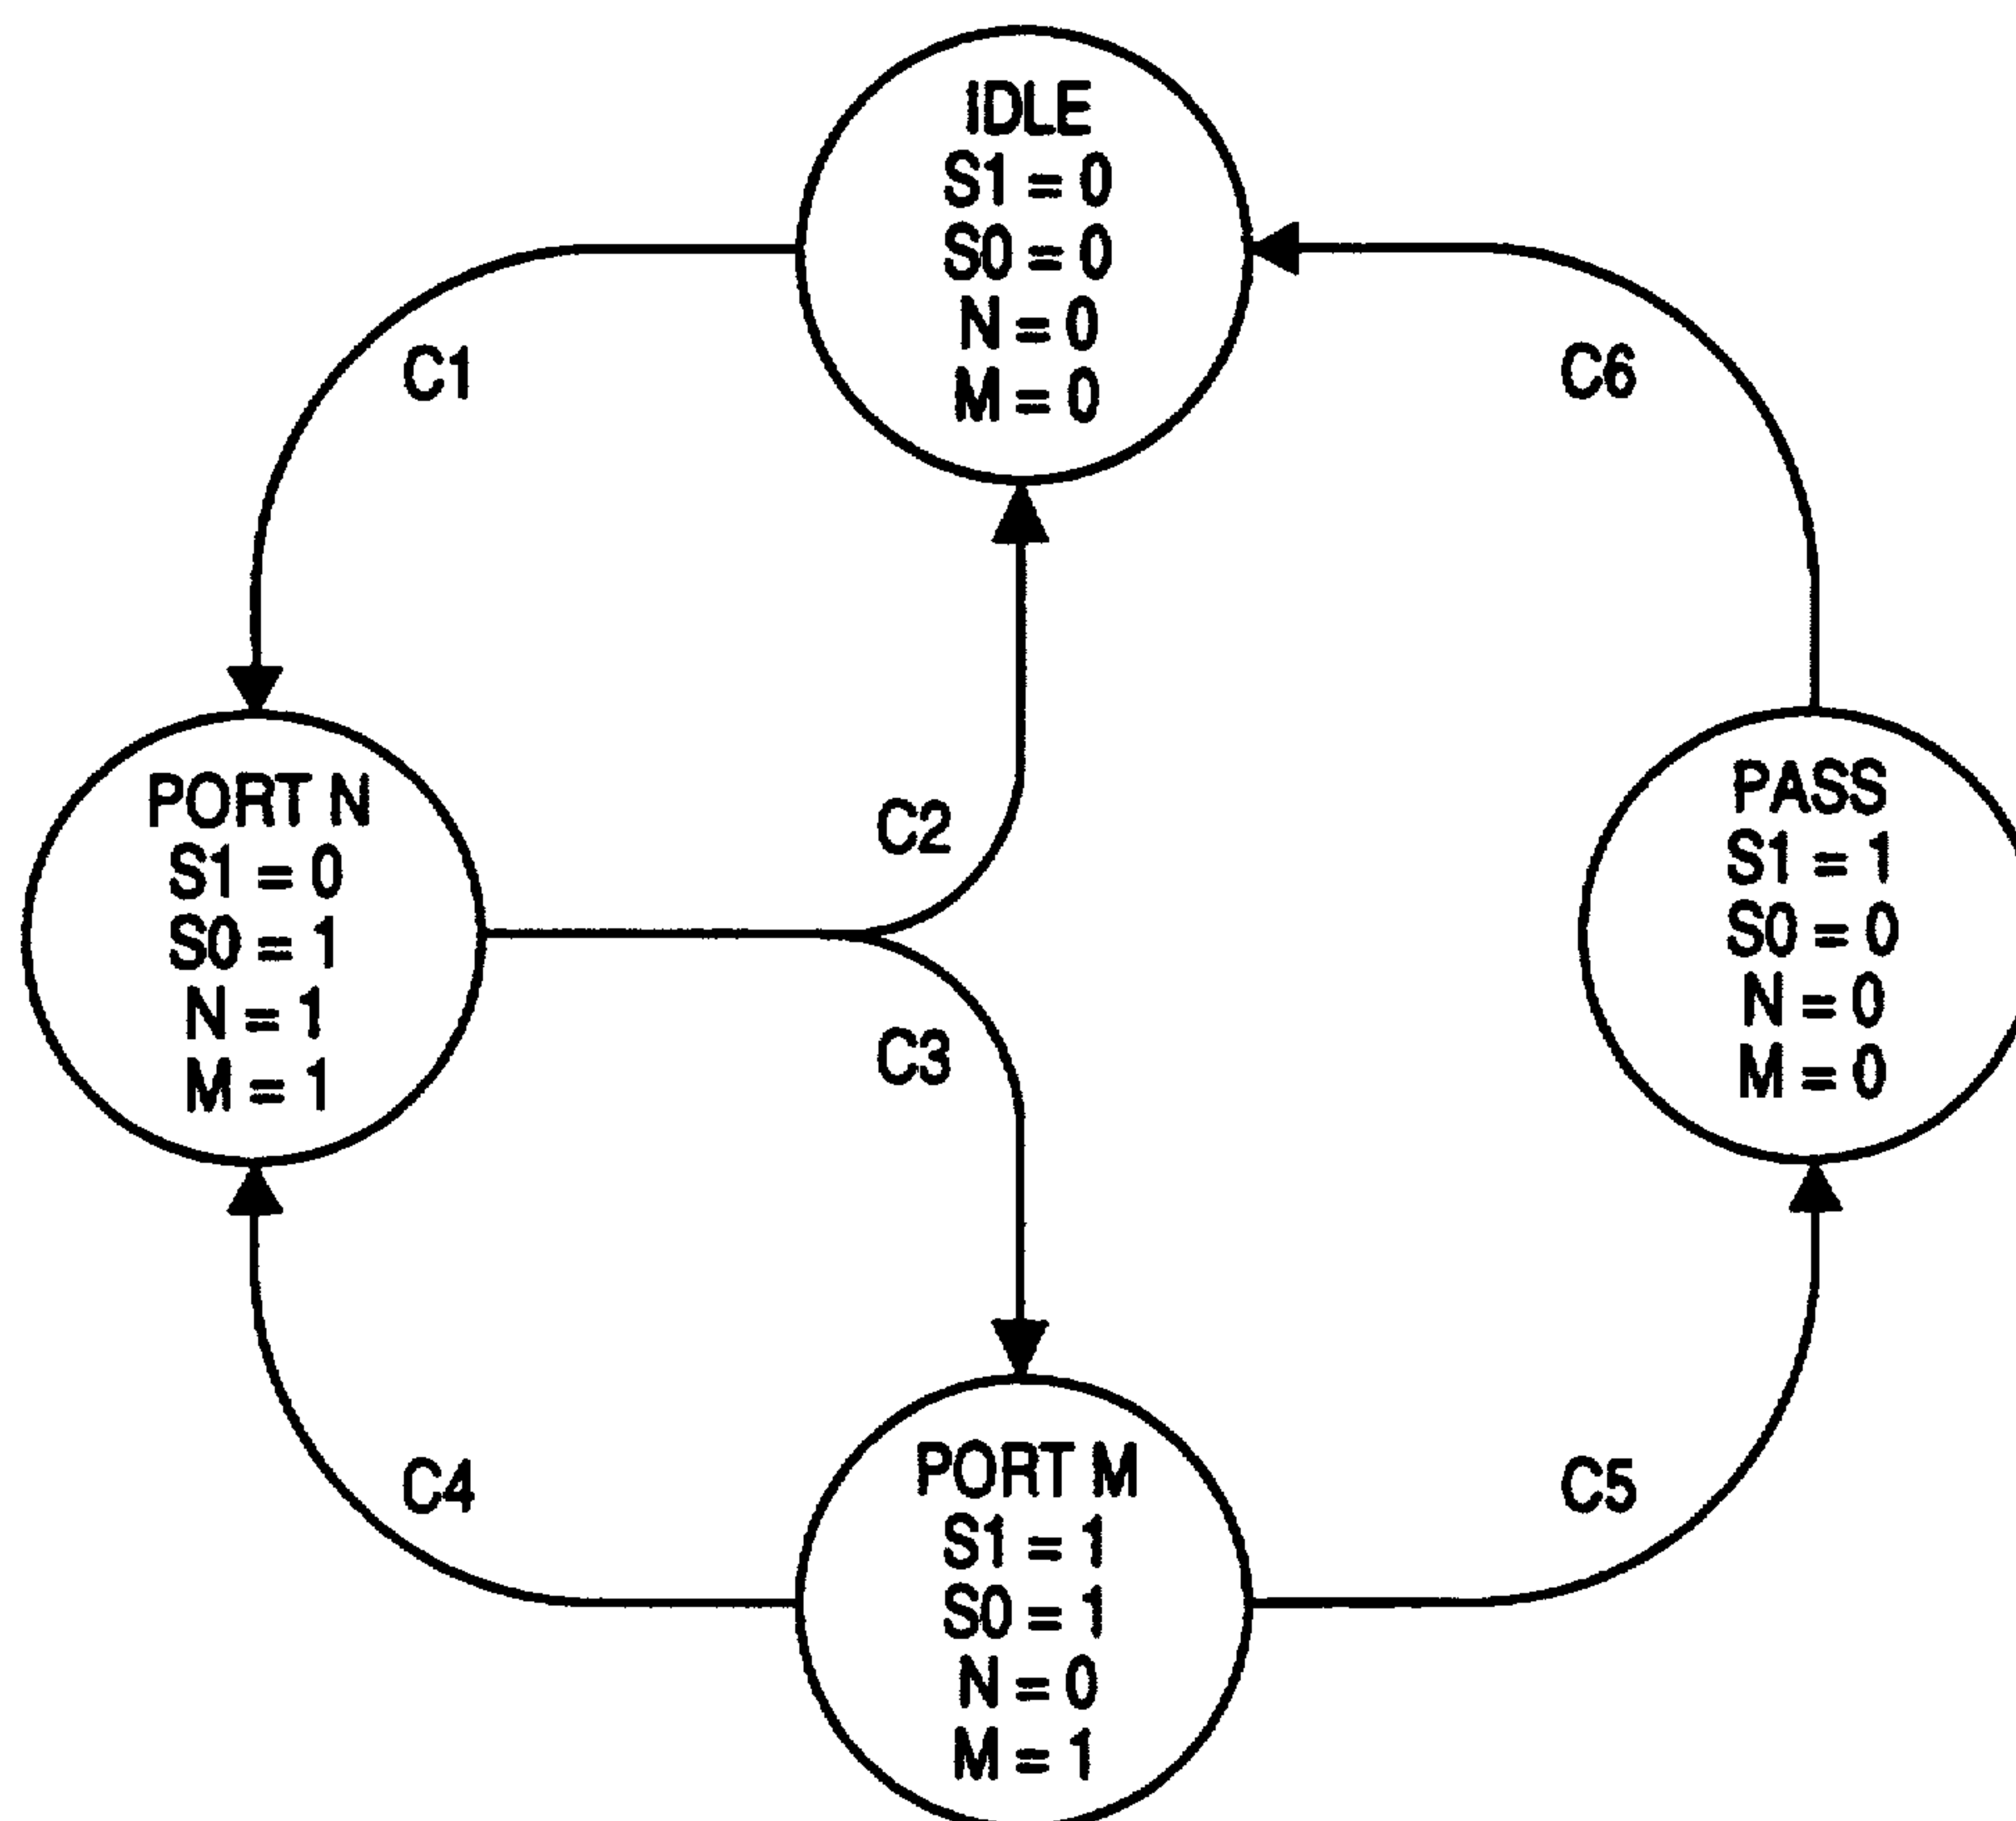 IDLE
S1 = 0
S0 = 0
N = 0
M = 0
C1
C6
PORT N
S1 = 0
S0 = 1
N = 1
M = 1
C2
C3
PASS
S1 = 1
S0 = 0
N = 0
M = 0
C4
PORT M
S1 = 1
S0 = 1
N = 0
M = 1
C5